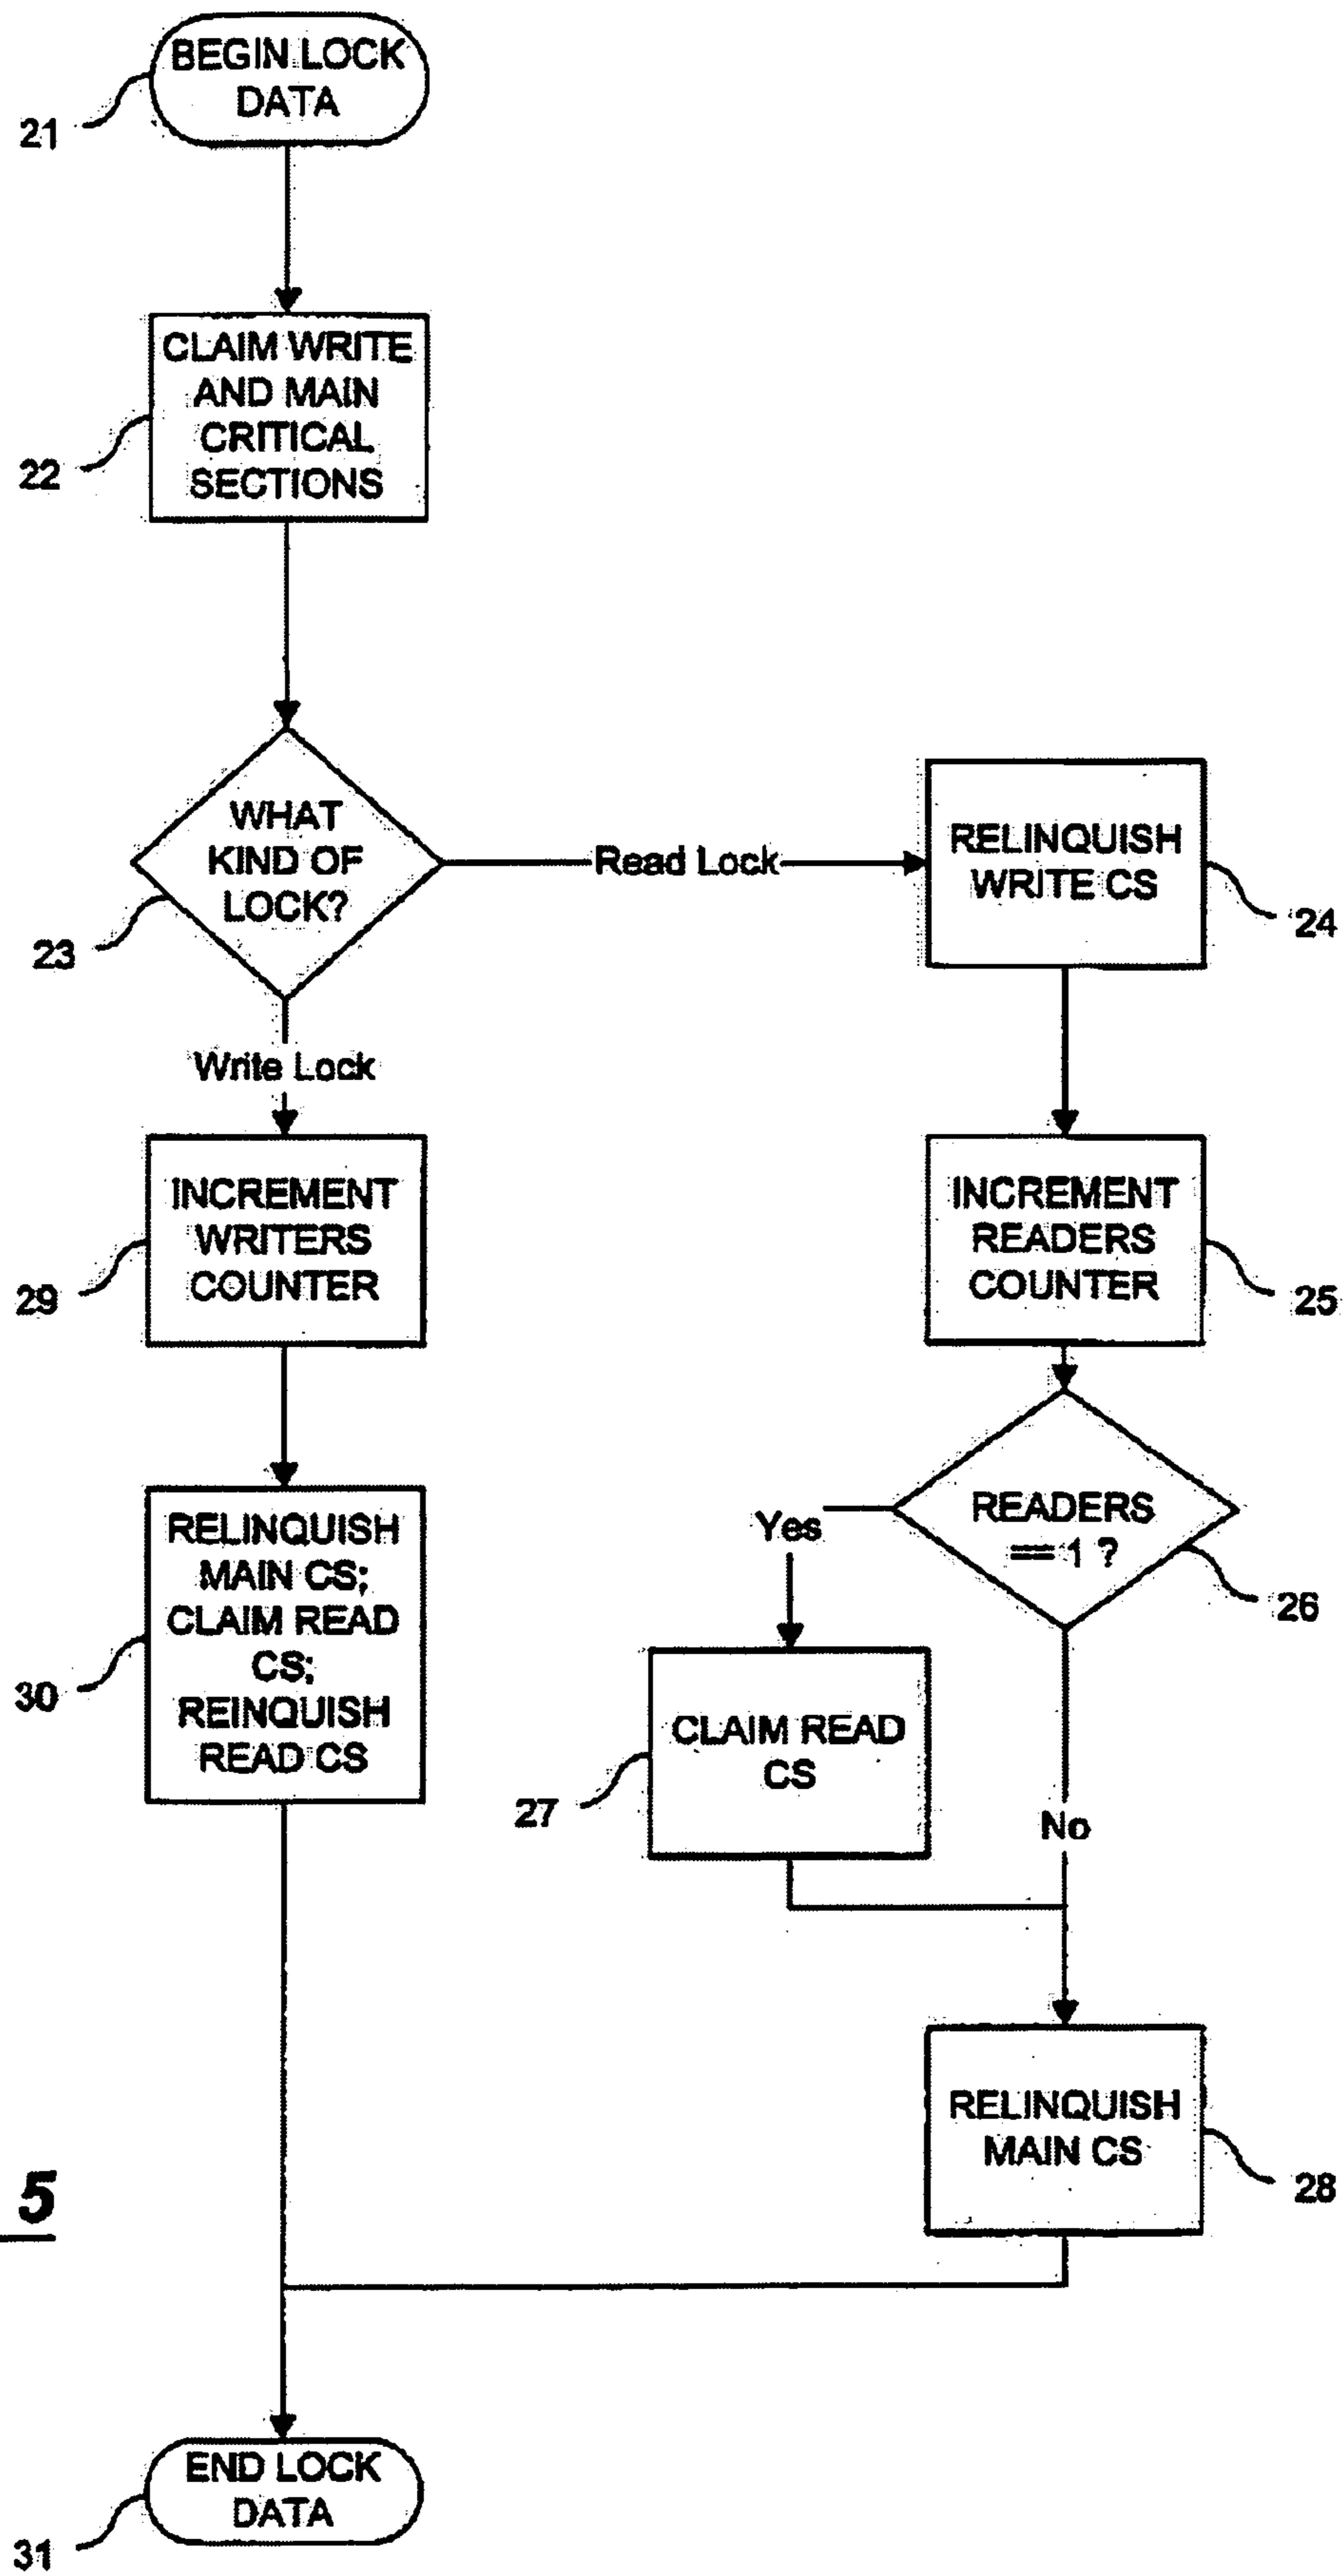 BEGIN LOCK
DATA
21
CLAIM WRITE
AND MAIN
CRITICAL
SECTIONS
22
WHAT
KIND OF
LOCK?
23
Read Lock
RELINQUISH
WRITE CS
24
Write Lock
INCREMENT
WRITERS
COUNTER
29
INCREMENT
READERS
COUNTER
25
READERS
== 1 ?
26
Yes
No
RELINQUISH
MAIN CS;
CLAIM READ
CS;
REINQUISH
READ CS
30
CLAIM READ
CS
27
RELINQUISH
MAIN CS
28
5
END LOCK
DATA
31